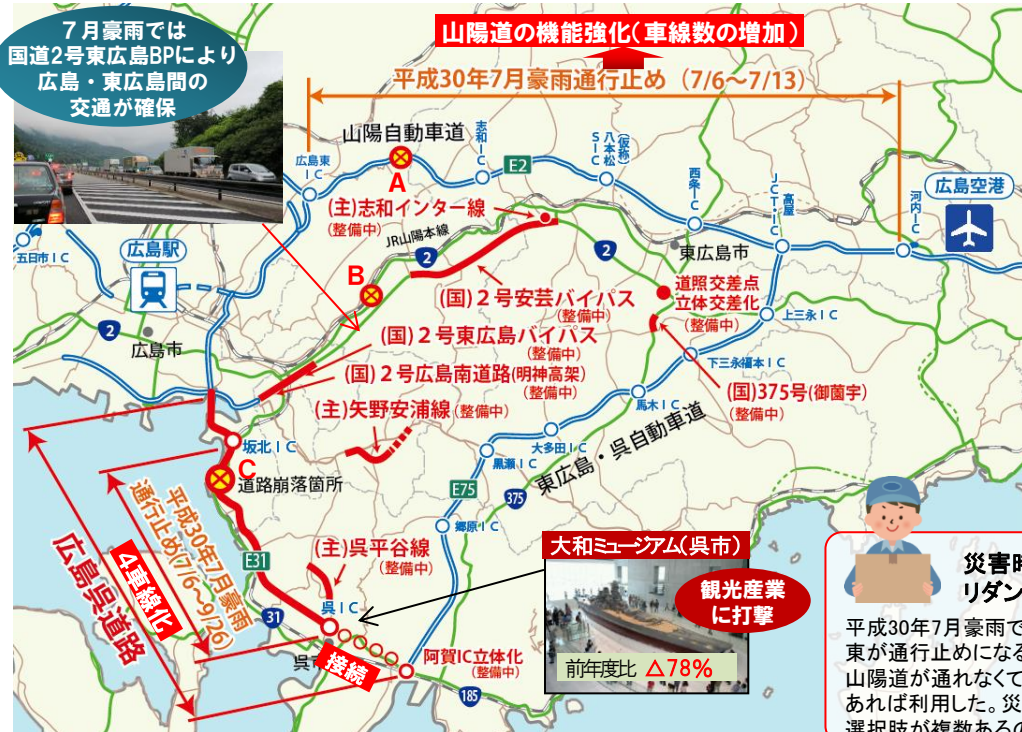 7月豪雨では
国道2号東広島BPにより
広島・東広島間の
交通が確保
山陽道の機能強化(車線数の増加)
平成30年7月豪雨通行止め (7/6～7/13)
山陽自動車道
広島東IC
A
志和IC
E2
(仮称)八本松SIC
西条IC
高屋JCT・IC
河内IC
広島空港
(主)志和インター線
(整備中)
JR山陽本線
2
2
東広島市
五日市IC
広島駅
B
(国)2号安芸バイパス
(整備中)
道照交差点
立体交差化
(整備中)
上三永IC
2
広島市
(国)2号東広島バイパス
(整備中)
(国)2号広島南道路(明神高架)
(整備中)
下三永福本IC
(国)375号(御薗宇)
(整備中)
(主)矢野安浦線(整備中)
馬木IC
大多田IC
東広島・呉自動車道
坂北IC
黒瀬IC
C
道路崩落箇所
E75
375
平成30年7月豪雨
通行止め(7/6～9/26)
郷原IC
広島呉道路
4車線化
E31
(主)呉平谷線
(整備中)
大和ミュージアム(呉市)
観光産業
に打撃
前年度比 △78%
呉IC
31
呉市
接続
阿賀IC立体化
(整備中)
185
災害時
リダン
平成30年7月豪雨で
東が通行止めになる
山陽道が通れなくて
あれば利用した。災
選択肢が複数あるの